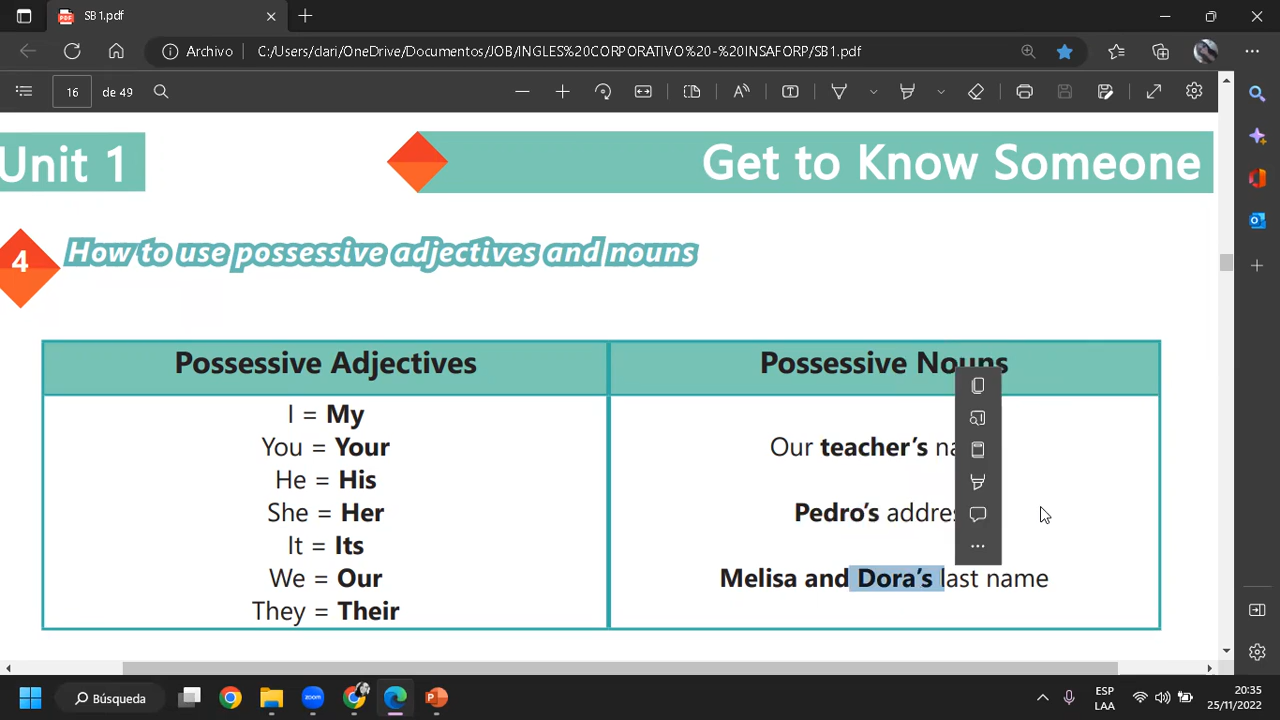 SB1.pdf
Archivo
C:/Users/clari/OneDrive/Documentos/JOB/INGLES%20CORPORATIVO%20-%20INSAFORP/SB1.pdf
16 de 49
Unit 1
Get to Know Someone
4 How to use possessive adjectives and nouns
Possessive Adjectives
Possessive Nouns
I = My
You = Your
He = His
She = Her
It = Its
We = Our
They = Their
Our teacher's na
Pedro's addres
Melisa and Dora's last name
Búsqueda
ESP
LAA
20:35
25/11/2022